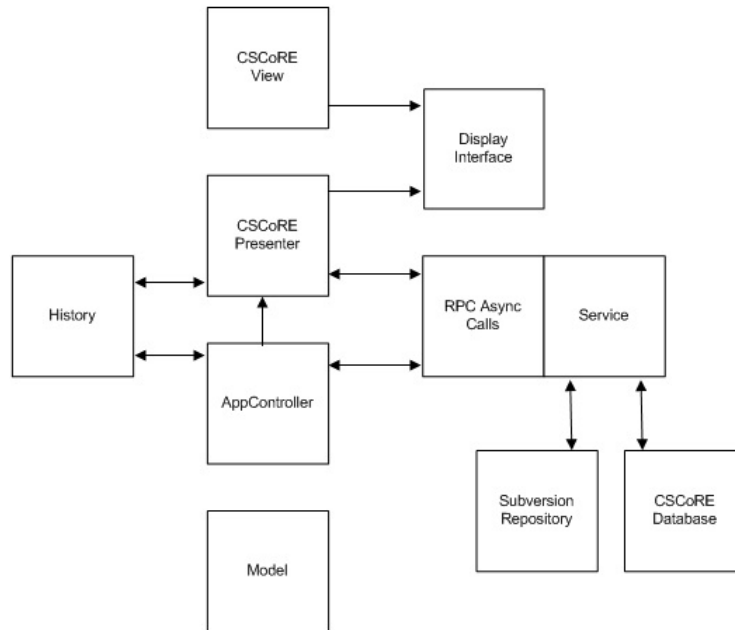 CSCoRE
View
Display
Interface
CSCoRE
Presenter
History
RPC Async
Calls
Service
AppController
Subversion
Repository
CSCoRE
Database
Model